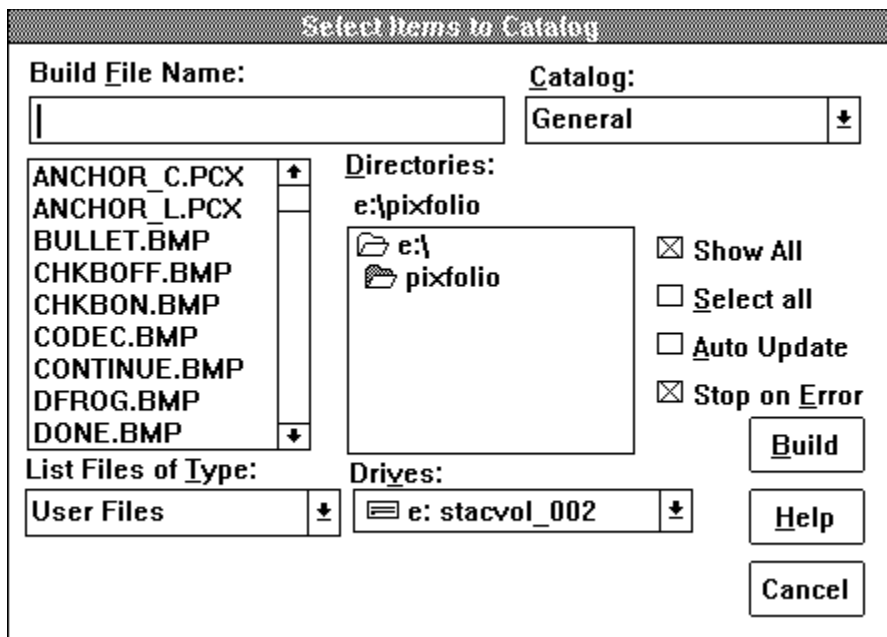 Select Items to Catalog
Build File Name:
Catalog:
General
ANCHOR_C.PCX
ANCHOR_L.PCX
BULLET.BMP
CHKBOFF.BMP
CHKBON.BMP
CODEC.BMP
CONTINUE.BMP
DFROG.BMP
DONE.BMP
Directories:
e:\pixfolio
e:\
pixfolio
Show All
Select all
Auto Update
Stop on Error
List Files of Type:
User Files
Drives:
e: stacvol_002
Build
Help
Cancel